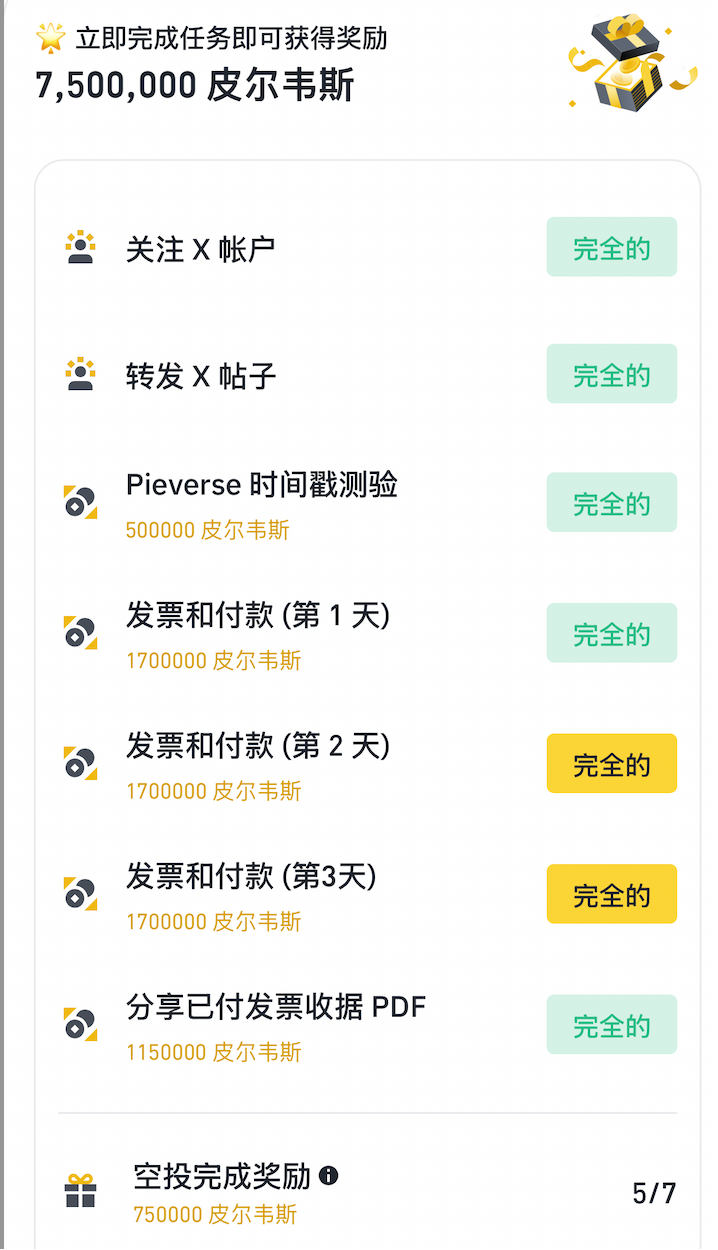 立即完成任务即可获得奖励
7,500,000 皮尔韦斯
关注 X 帐户
完全的
转发 X 帖子
完全的
Pieverse 时间戳测验
500000 皮尔韦斯
完全的
发票和付款 (第 1 天)
1700000 皮尔韦斯
完全的
发票和付款 (第 2 天)
1700000 皮尔韦斯
完全的
发票和付款 (第3天)
1700000 皮尔韦斯
完全的
分享已付发票收据 PDF
1150000 皮尔韦斯
完全的
空投完成奖励
750000 皮尔韦斯
5/7